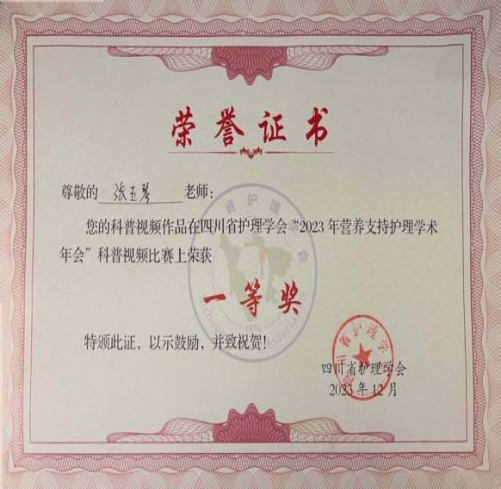 荣誉证书
尊敬的 张玉琴 老师：
您的科普视频作品在四川省护理学会“2023年营养支持护理学术
年会”科普视频比赛上荣获
一等奖
特颁此证，以示鼓励，并致祝贺！
四川省护理学会
2023年12月